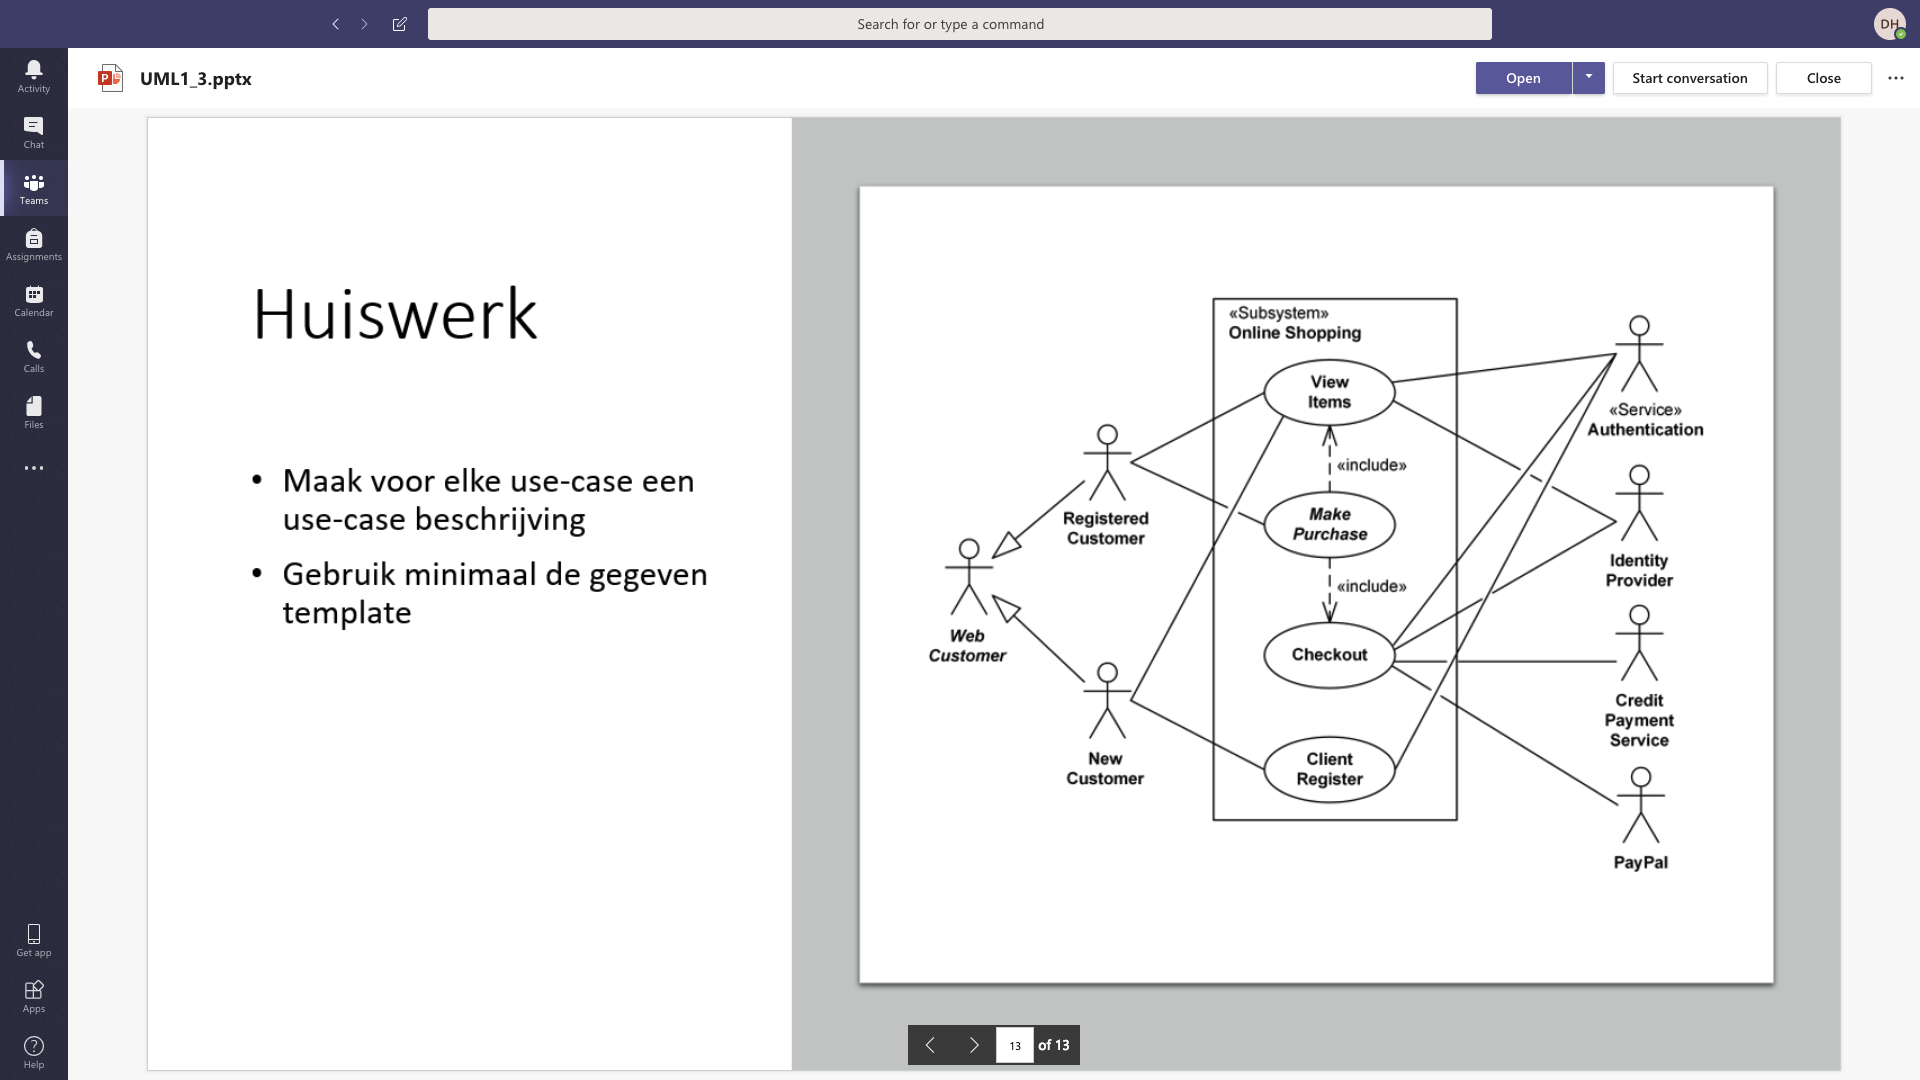 Search for or type a command
DH
Activity
Chat
Teams
Assignments
Calendar
Calls
Files
Get app
Apps
Help
P
UML1_3.pptx
Open
Start conversation
Close
Huiswerk
• Maak voor elke use-case een
use-case beschrijving
• Gebruik minimaal de gegeven
template
«Subsystem»
Online Shopping
View
Items
«include»
Make
Purchase
«include»
Checkout
Client
Register
Registered
Customer
Web
Customer
New
Customer
«Service»
Authentication
Identity
Provider
Credit
Payment
Service
PayPal
13 of 13